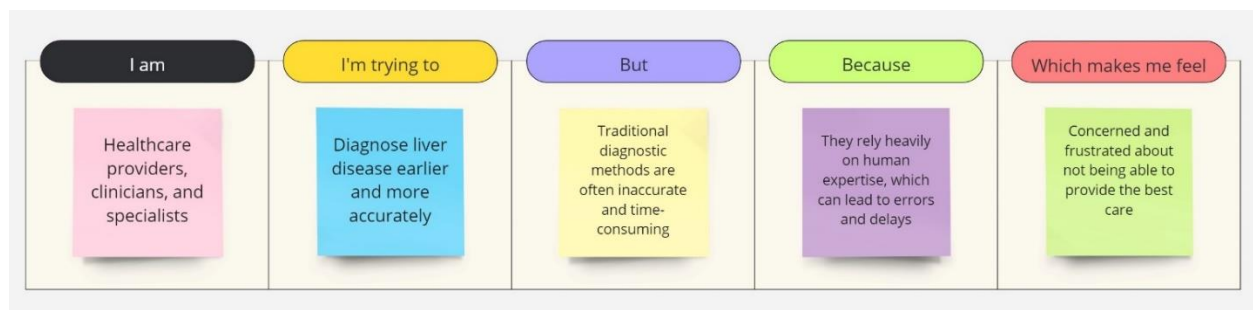 I am
I'm trying to
But
Because
Which makes me feel
Healthcare
providers,
clinicians, and
specialists
Diagnose liver
disease earlier
and more
accurately
Traditional
diagnostic
methods are
often inaccurate
and time-
consuming
They rely heavily
on human
expertise, which
can lead to errors
and delays
Concerned and
frustrated about
not being able to
provide the best
care